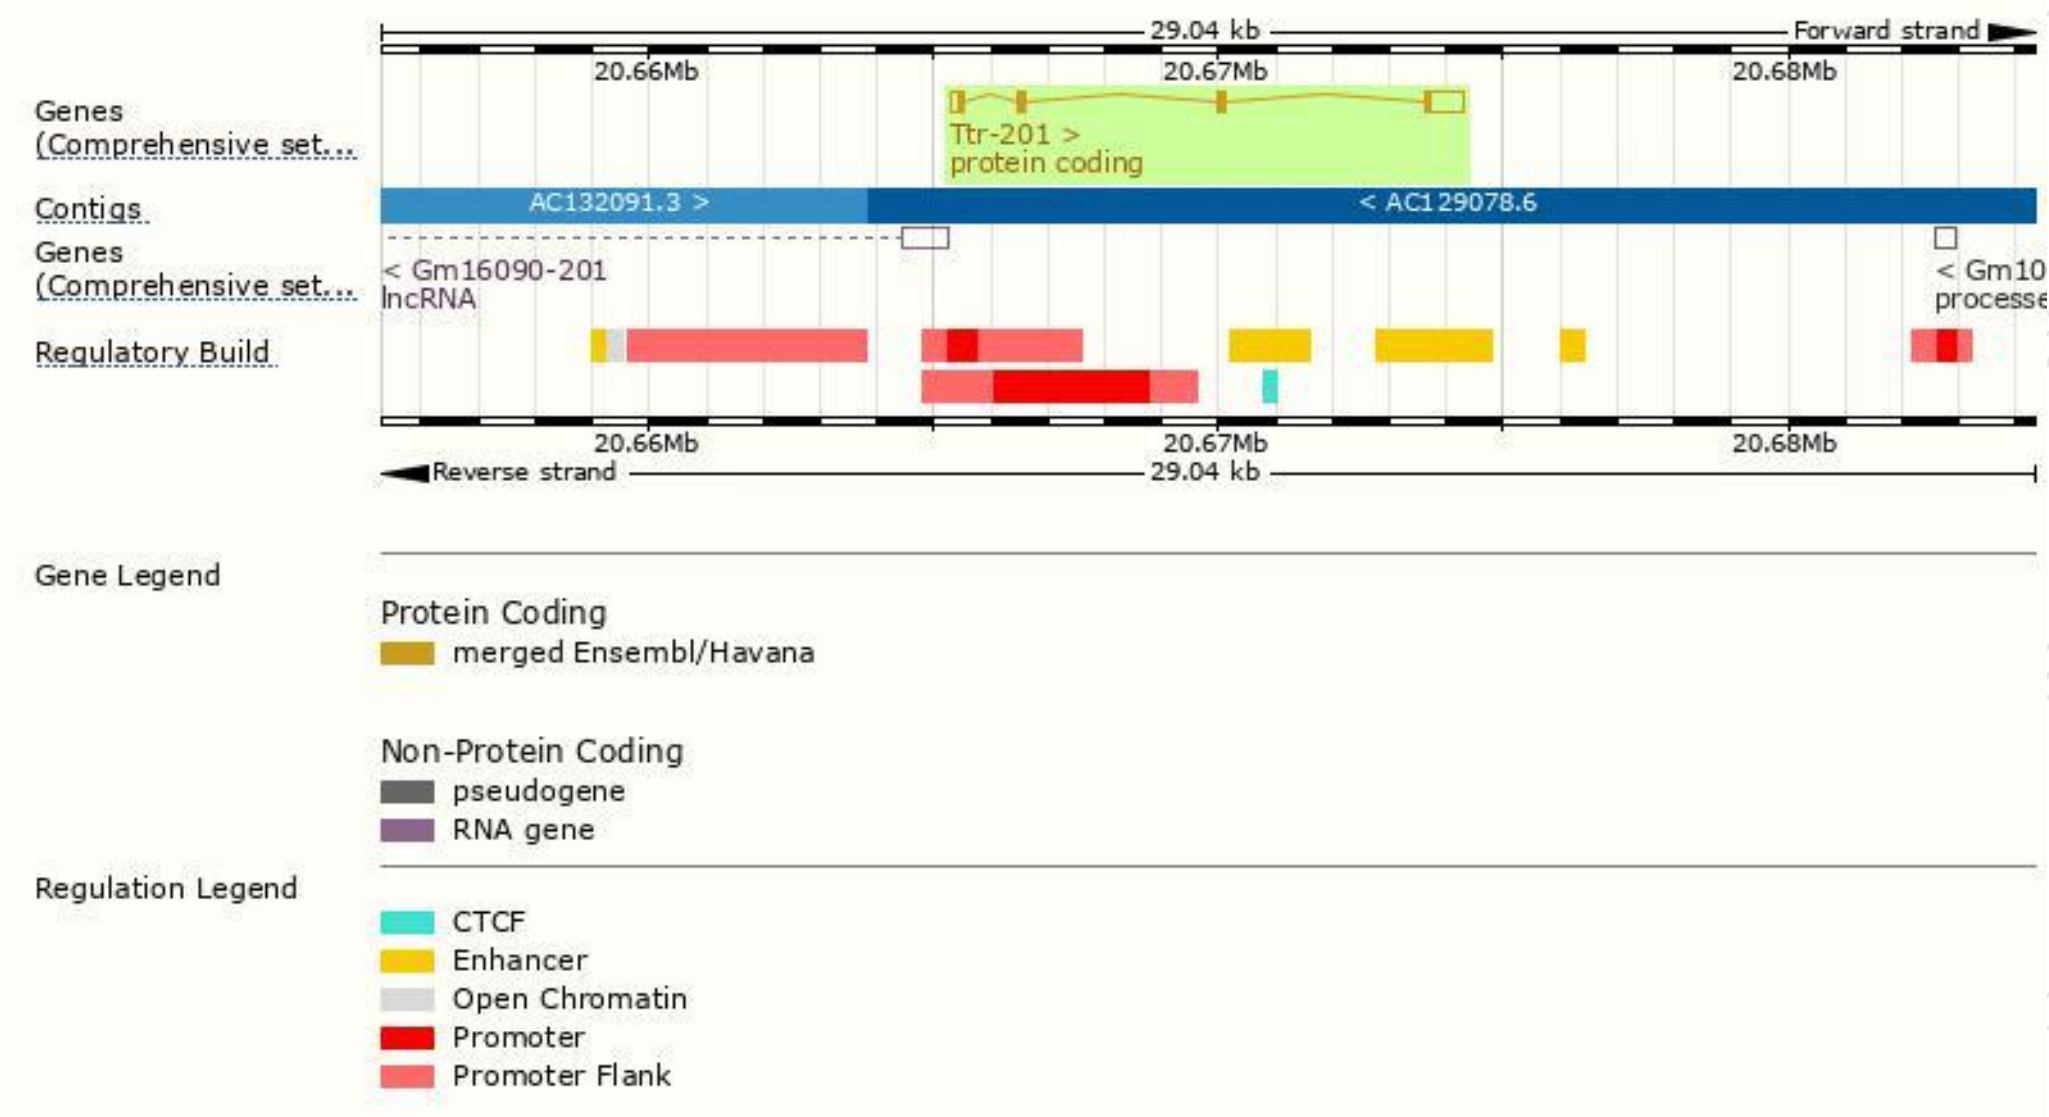 29.04 kb
Forward strand
20.66Mb 20.67Mb 20.68Mb
Genes
(Comprehensive set...
Ttr-201 >
protein coding
Contigs
AC132091.3 >
< AC129078.6
Genes
(Comprehensive set...
< Gm16090-201
lncRNA
< Gm10
processe
Regulatory Build
20.66Mb 20.67Mb 20.68Mb
Reverse strand
29.04 kb
Gene Legend
Protein Coding
merged Ensembl/Havana
Non-Protein Coding
pseudogene
RNA gene
Regulation Legend
CTCF
Enhancer
Open Chromatin
Promoter
Promoter Flank